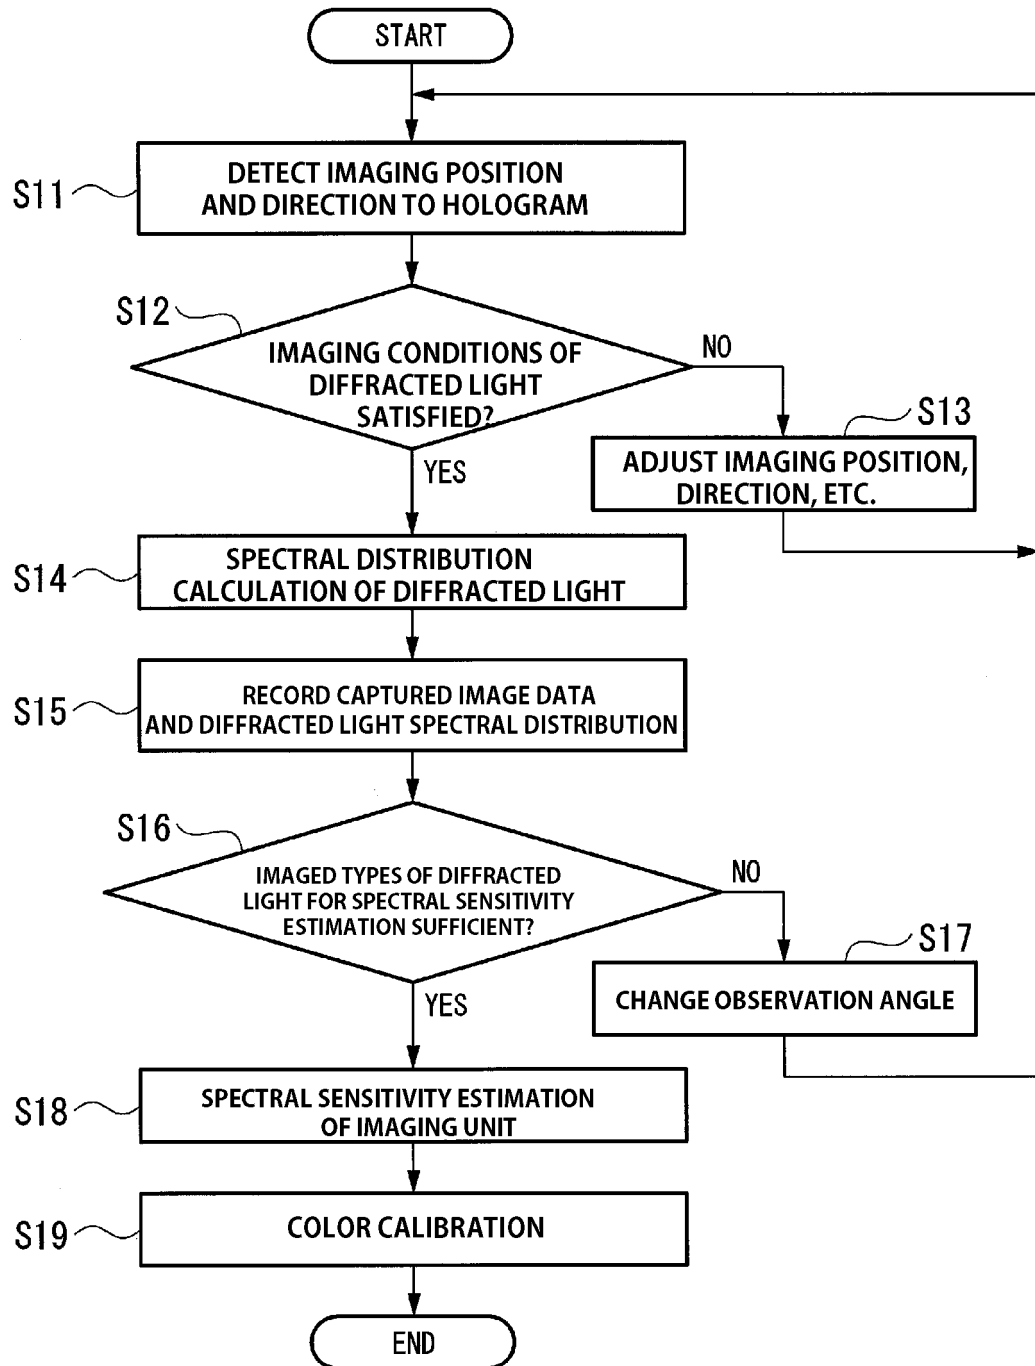 START
S11
DETECT IMAGING POSITION
AND DIRECTION TO HOLOGRAM
S12
IMAGING CONDITIONS OF
DIFFRACTED LIGHT
SATISFIED?
NO
YES
S13
ADJUST IMAGING POSITION,
DIRECTION, ETC.
S14
SPECTRAL DISTRIBUTION
CALCULATION OF DIFFRACTED LIGHT
S15
RECORD CAPTURED IMAGE DATA
AND DIFFRACTED LIGHT SPECTRAL DISTRIBUTION
S16
IMAGED TYPES OF DIFFRACTED
LIGHT FOR SPECTRAL SENSITIVITY
ESTIMATION SUFFICIENT?
NO
YES
S17
CHANGE OBSERVATION ANGLE
S18
SPECTRAL SENSITIVITY ESTIMATION
OF IMAGING UNIT
S19
COLOR CALIBRATION
END